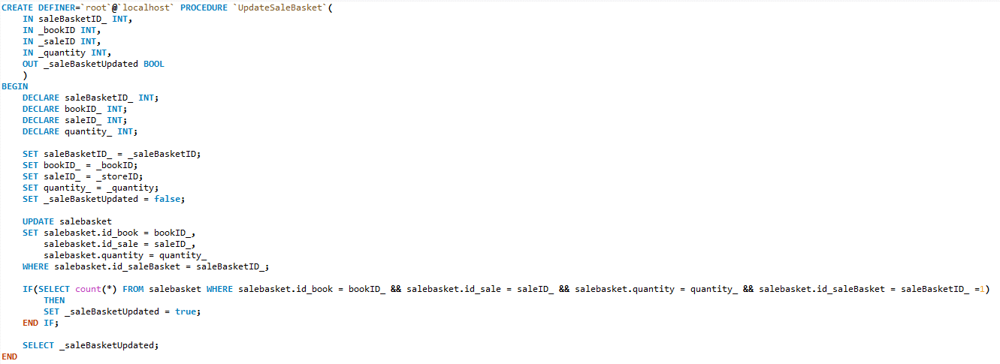 CREATE DEFINER=`root`@`localhost` PROCEDURE `UpdateSaleBasket`(
    IN saleBasketID_ INT,
    IN _bookID INT,
    IN _saleID INT,
    IN _quantity INT,
    OUT _saleBasketUpdated BOOL
    )
BEGIN
    DECLARE saleBasketID_ INT;
    DECLARE bookID_ INT;
    DECLARE saleID_ INT;
    DECLARE quantity_ INT;

    SET saleBasketID_ = _saleBasketID;
    SET bookID_ = _bookID;
    SET saleID_ = _storeID;
    SET quantity_ = _quantity;
    SET _saleBasketUpdated = false;

    UPDATE salebasket
    SET salebasket.id_book = bookID_,
        salebasket.id_sale = saleID_,
        salebasket.quantity = quantity_
    WHERE salebasket.id_saleBasket = saleBasketID_;

    IF(SELECT count(*) FROM salebasket WHERE salebasket.id_book = bookID_ && salebasket.id_sale = saleID_ && salebasket.quantity = quantity_ && salebasket.id_saleBasket = saleBasketID_ =1)
        THEN
        SET _saleBasketUpdated = true;
    END IF;

    SELECT _saleBasketUpdated;
END